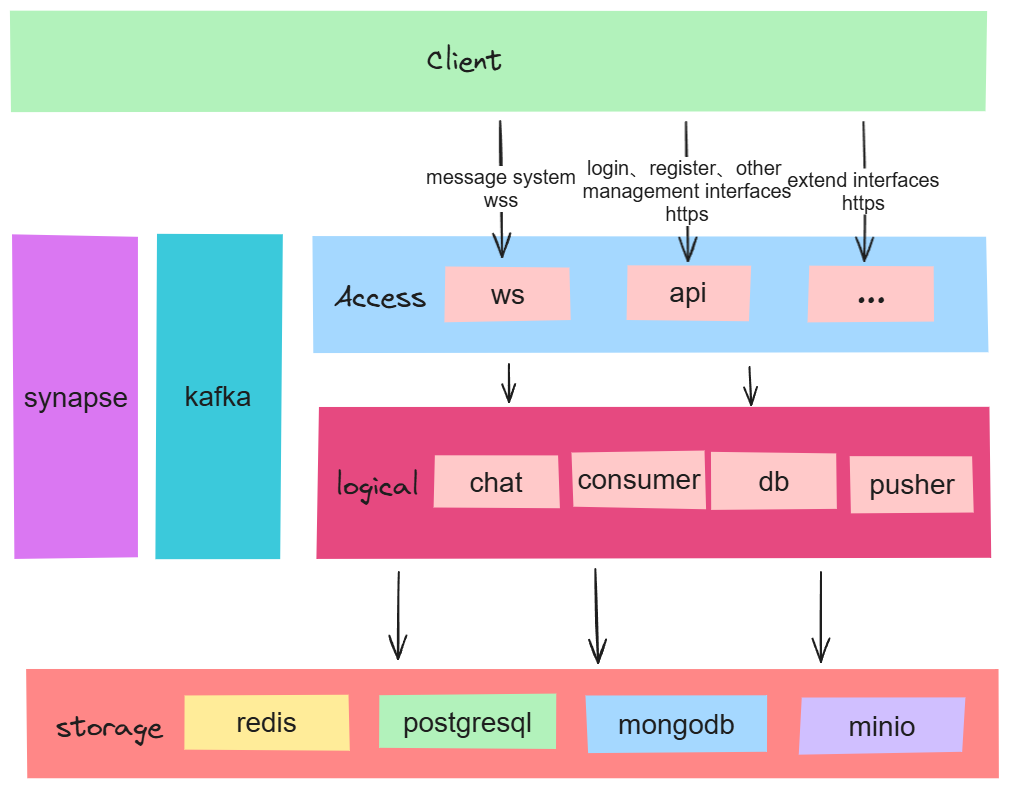 Client
message system
wss
login、register、other
management interfaces
https
extend interfaces
https
synapse
kafka
Access
ws
api
...
logical
chat
consumer
db
pusher
storage
redis
postgresql
mongodb
minio